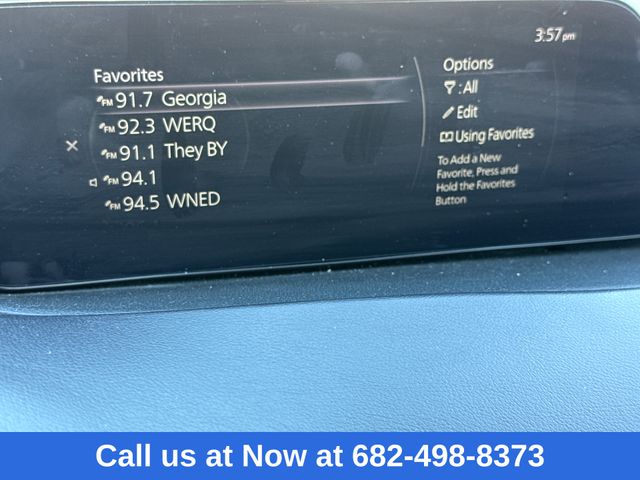 3:57pm
Favorites
FM 91.7 Georgia
FM 92.3 WERQ
FM 91.1 They BY
FM 94.1
FM 94.5 WNED
Options
: All
Edit
Using Favorites
To Add a New
Favorite, Press and
Hold the Favorites
Button
Call us at Now at 682-498-8373